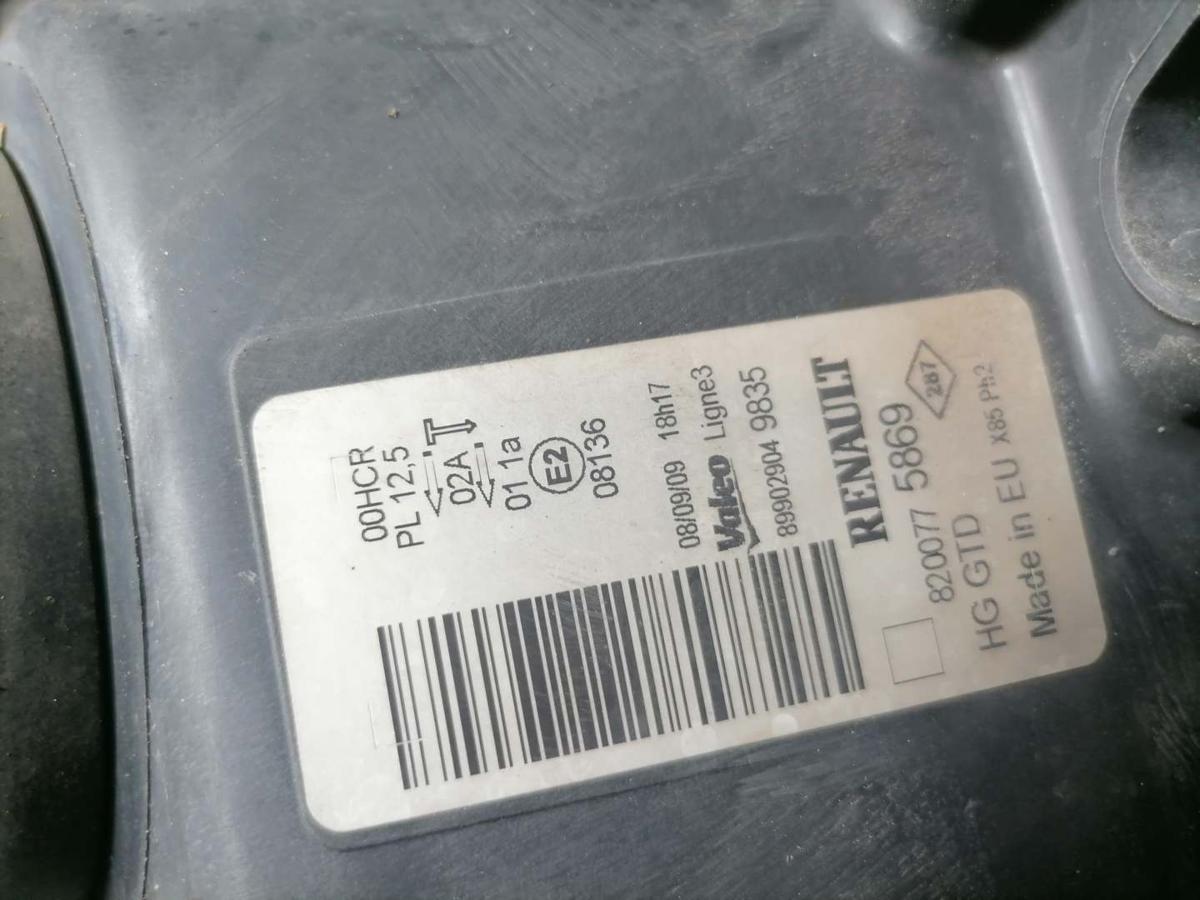 00HCR
PL 12,5
02A
01 1a
E2
08136
08/09/09 18h17
Valeo Ligne3
89902904 9835
RENAULT
820077 5869
287
HG GTD
Made in EU X85 Ph2